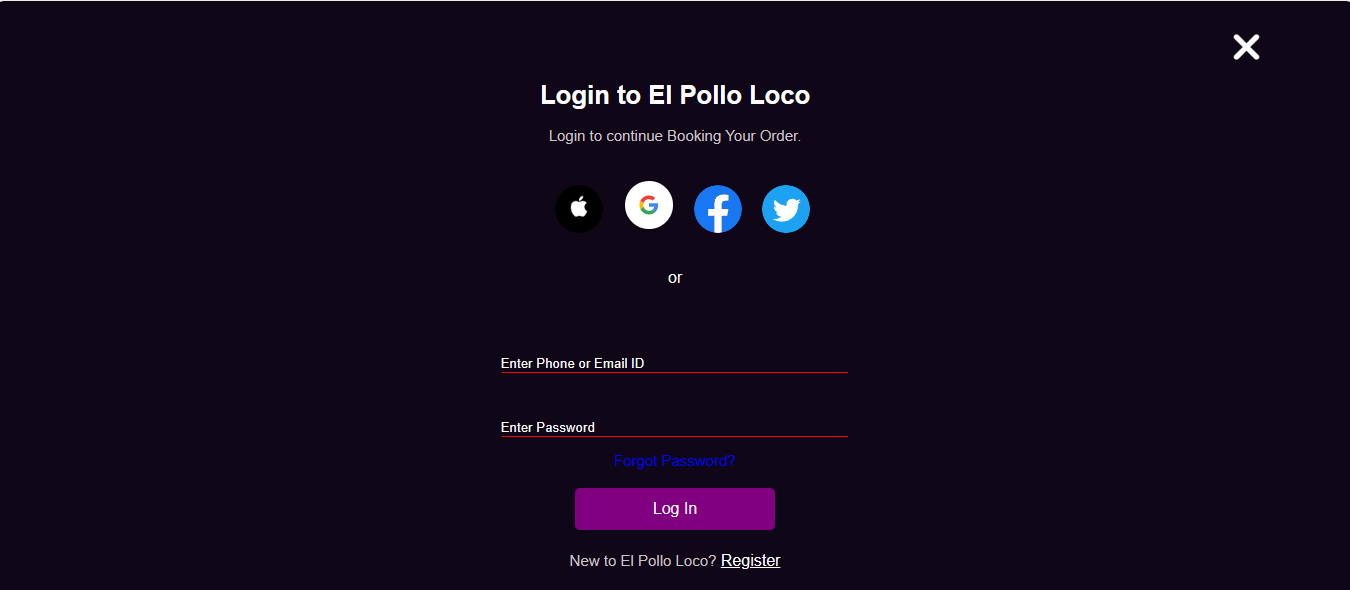 Login to El Pollo Loco
Login to continue Booking Your Order.
or
Enter Phone or Email ID
Enter Password
Forgot Password?
Log In
New to El Pollo Loco? Register